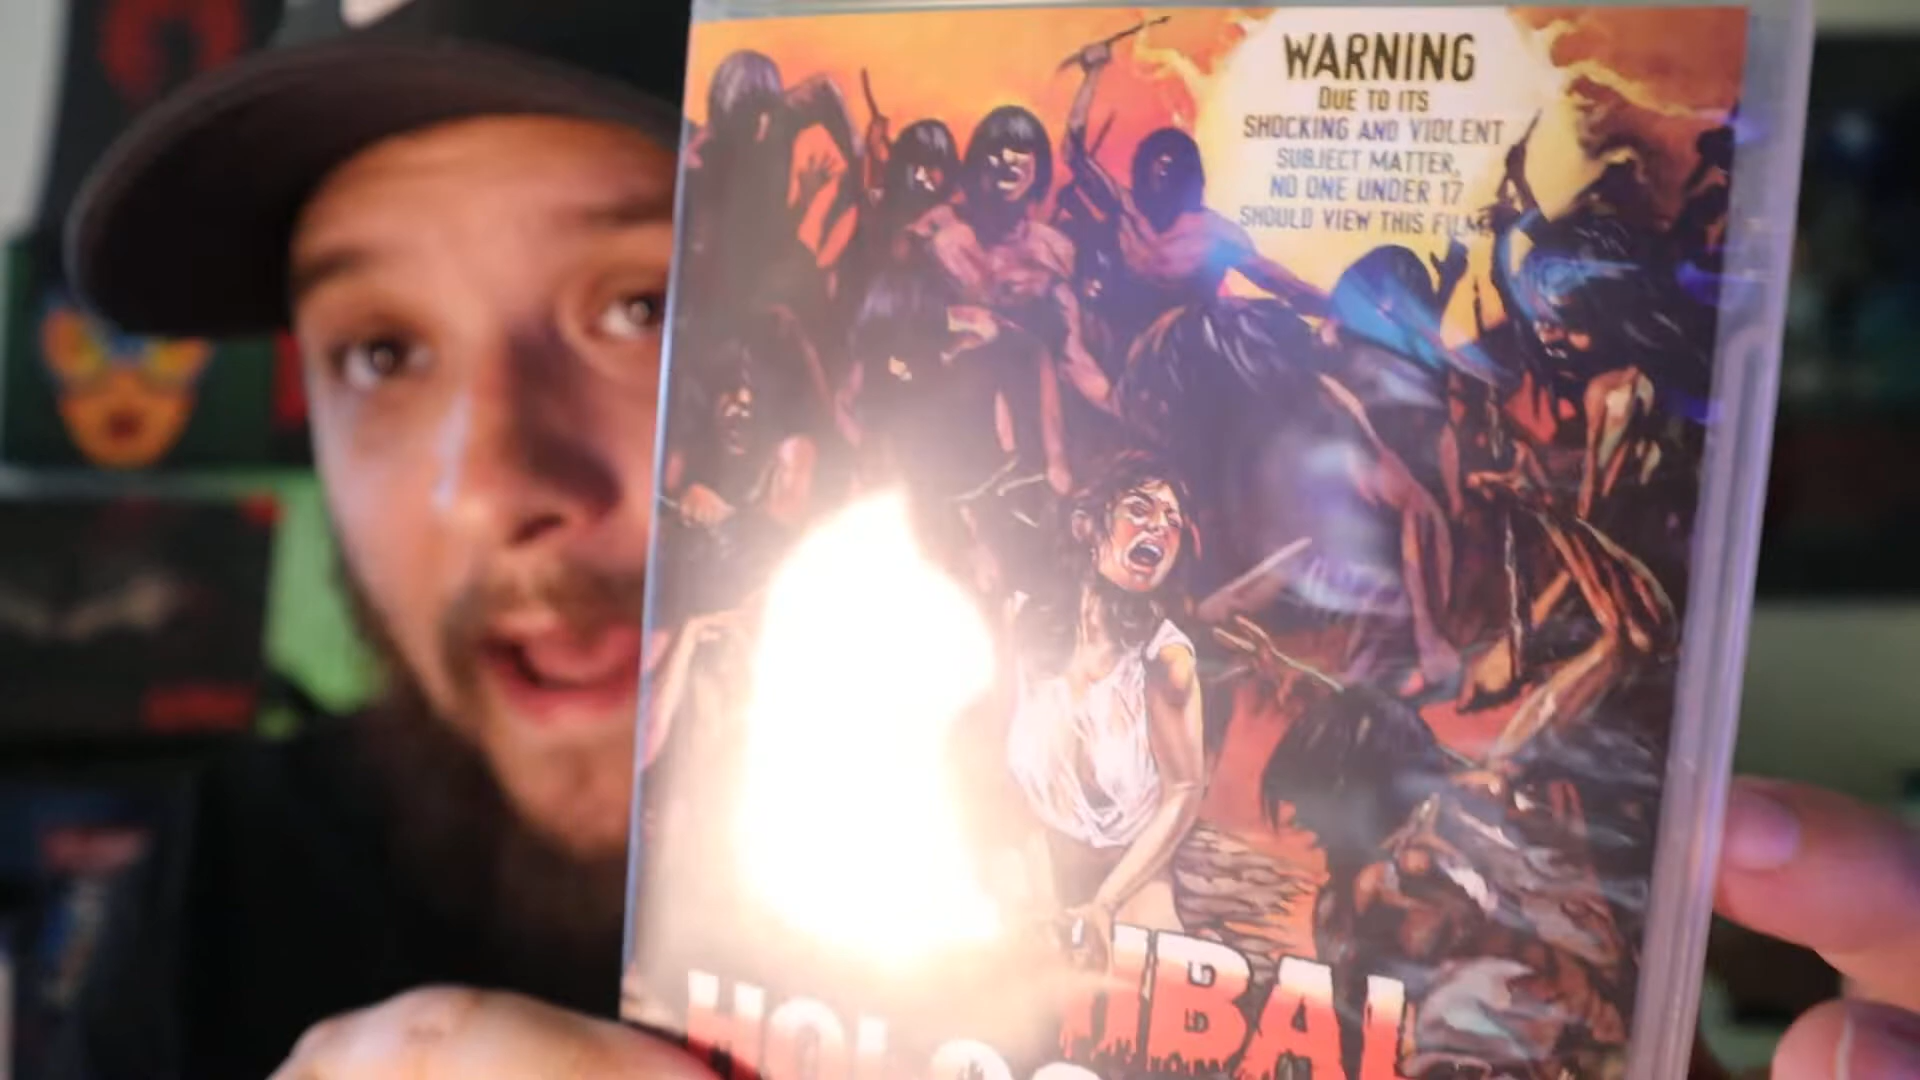 WARNING
DUE TO ITS
SHOCKING AND VIOLENT
SUBJECT MATTER,
NO ONE UNDER 17
SHOULD VIEW THIS FILM